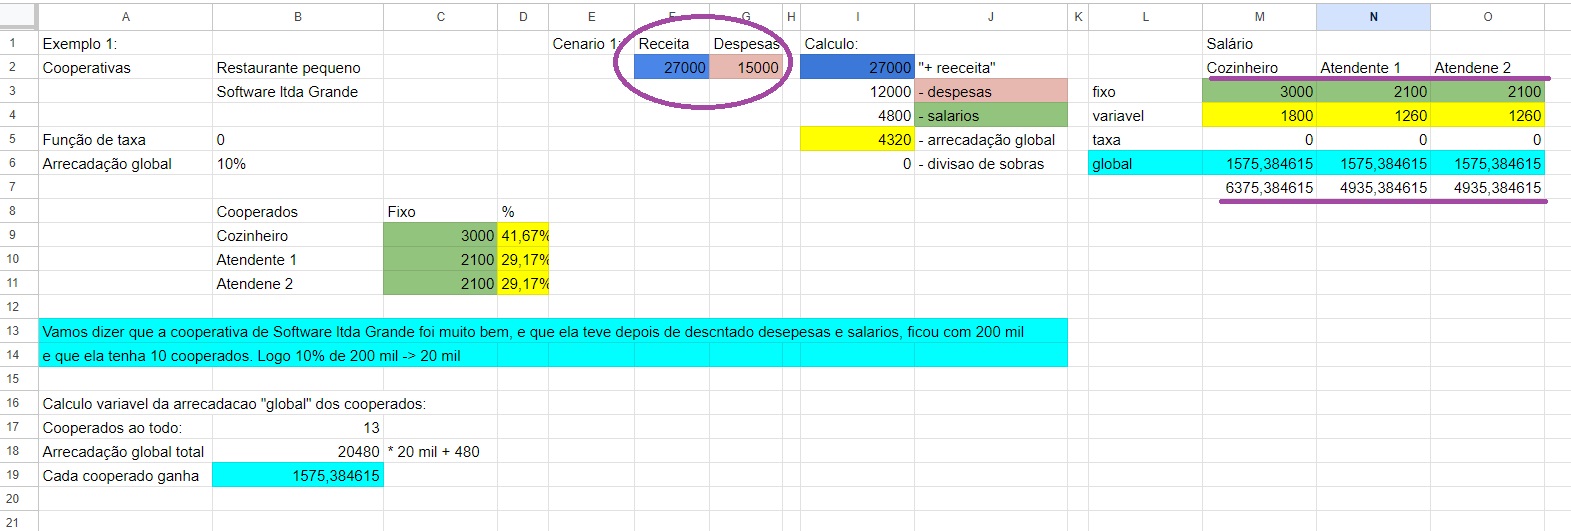 A B C D E F G H I J K L M N O
1 Exemplo 1: Cenario 1: Receita Despesas Calculo: Salário
2 Cooperativas Restaurante pequeno 27000 15000 27000 "+ reeceita" Cozinheiro Atendente 1 Atendene 2
3 Software ltda Grande 12000 - despesas fixo 3000 2100 2100
4 4800 - salarios variavel 1800 1260 1260
5 Função de taxa 0 4320 - arrecadação global taxa 0 0 0
6 Arrecadação global 10% 0 - divisao de sobras global 1575,384615 1575,384615 1575,384615
7 6375,384615 4935,384615 4935,384615
8 Cooperados Fixo %
9 Cozinheiro 3000 41,67%
10 Atendente 1 2100 29,17%
11 Atendene 2 2100 29,17%
12
13 Vamos dizer que a cooperativa de Software ltda Grande foi muito bem, e que ela teve depois de descntado desepesas e salarios, ficou com 200 mil
14 e que ela tenha 10 cooperados. Logo 10% de 200 mil -> 20 mil
15
16 Calculo variavel da arrecadacao "global" dos cooperados:
17 Cooperados ao todo: 13
18 Arrecadação global total 20480 * 20 mil + 480
19 Cada cooperado ganha 1575,384615
20
21